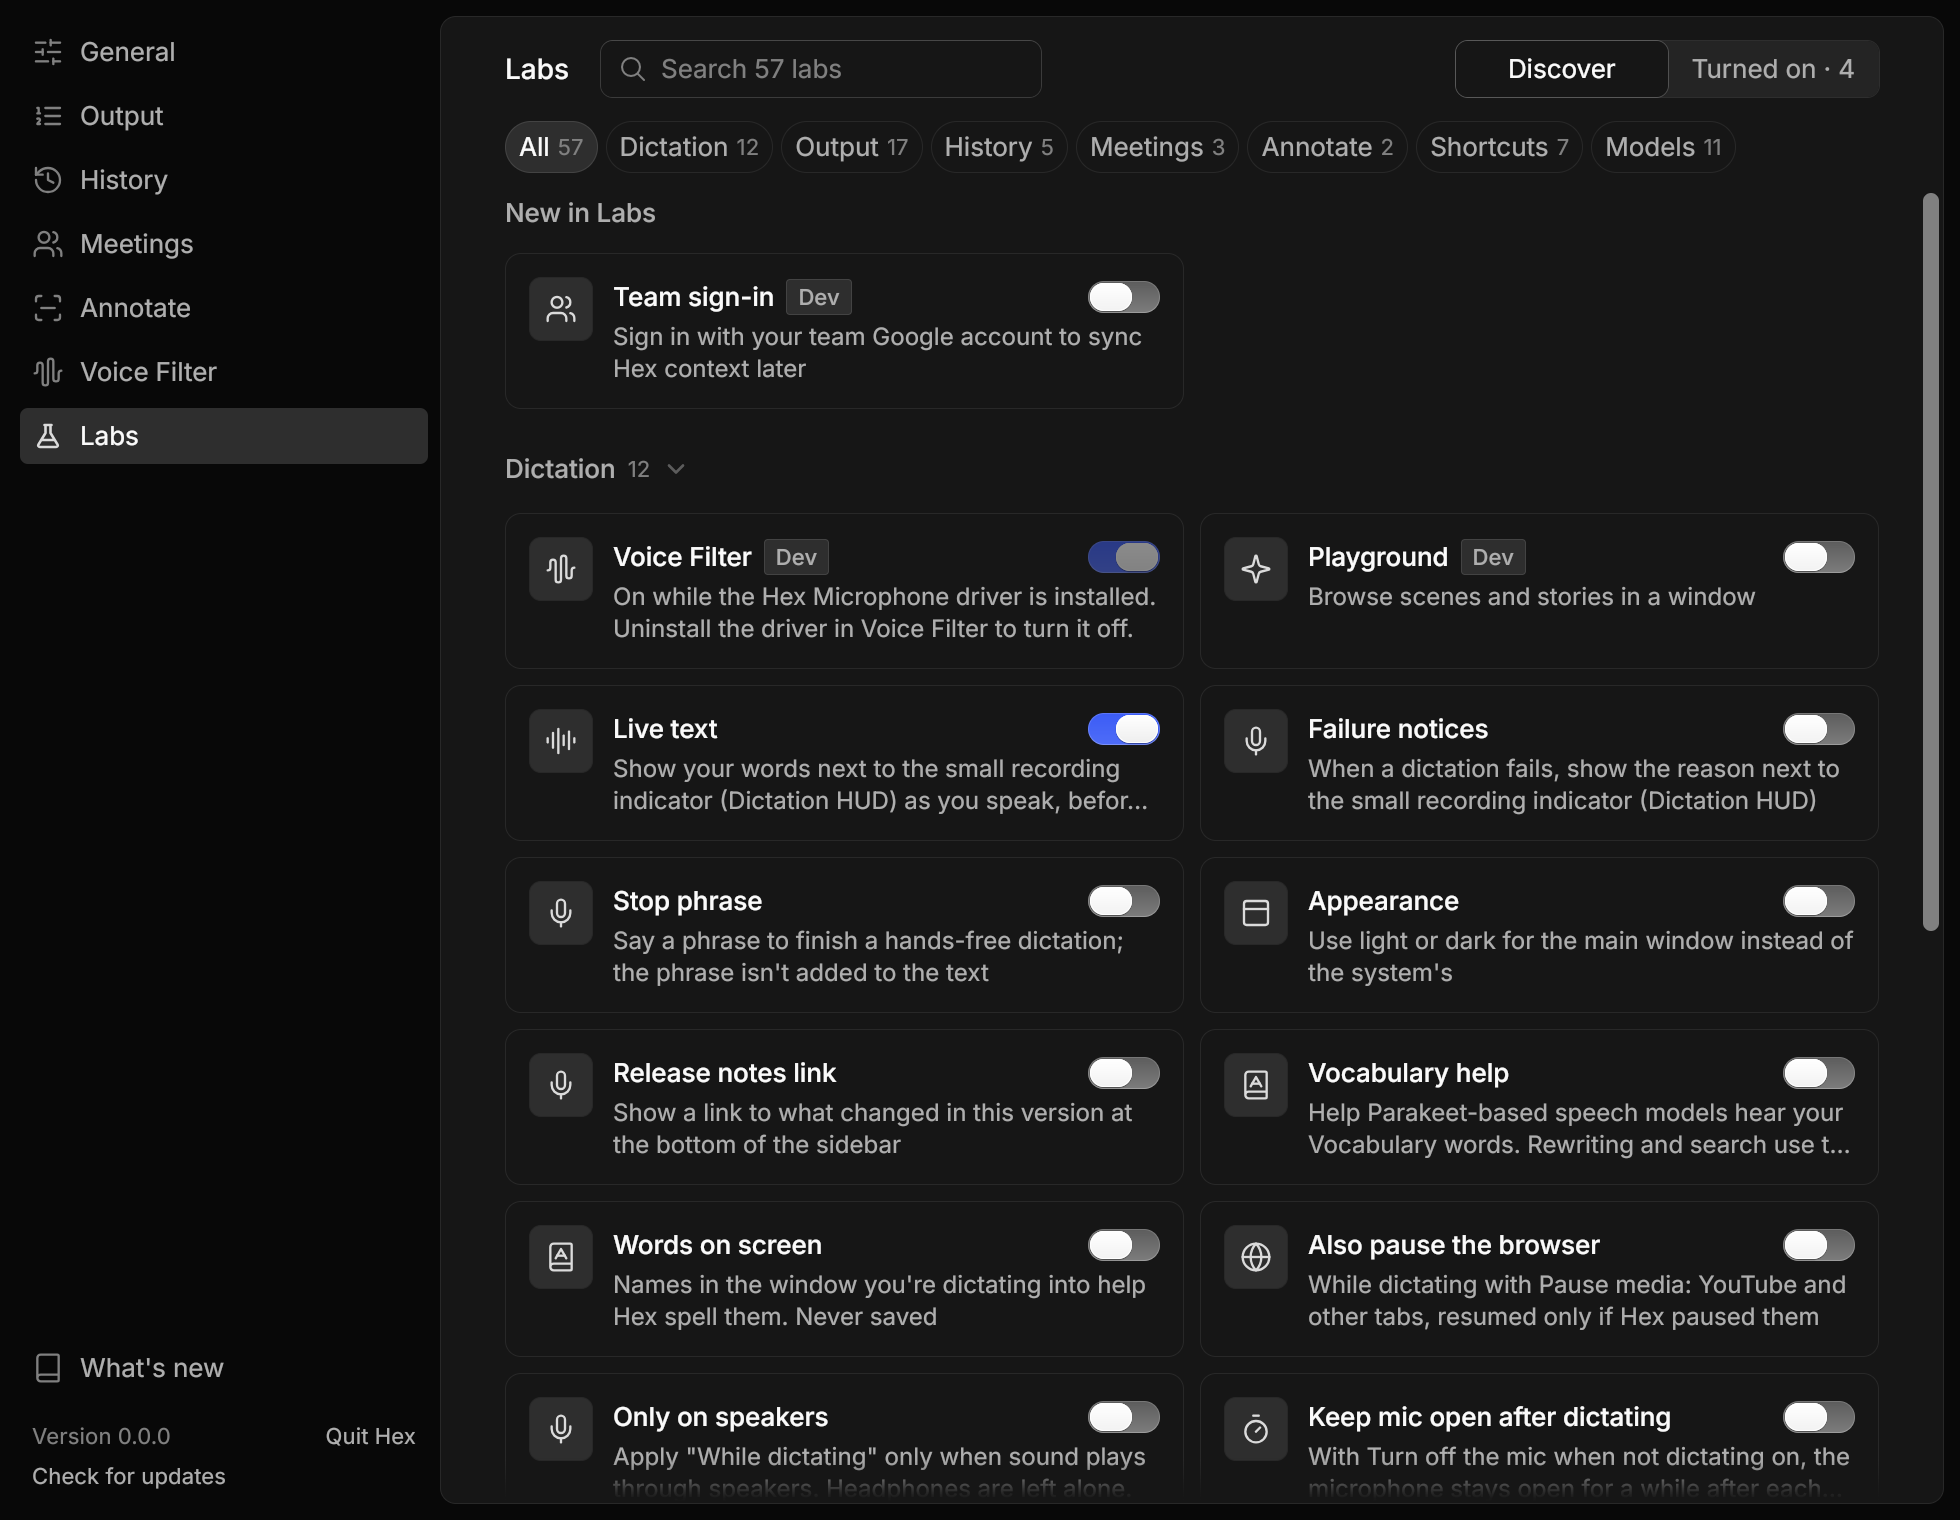 General
Output
History
Meetings
Annotate
Voice Filter
Labs
What's new
Version 0.0.0
Quit Hex
Check for updates
Labs
Search 57 labs
Discover
Turned on · 4
All 57
Dictation 12
Output 17
History 5
Meetings 3
Annotate 2
Shortcuts 7
Models 11
New in Labs
Team sign-in Dev
Sign in with your team Google account to sync
Hex context later
Dictation 12
Voice Filter Dev
On while the Hex Microphone driver is installed.
Uninstall the driver in Voice Filter to turn it off.
Playground Dev
Browse scenes and stories in a window
Live text
Show your words next to the small recording
indicator (Dictation HUD) as you speak, befor...
Failure notices
When a dictation fails, show the reason next to
the small recording indicator (Dictation HUD)
Stop phrase
Say a phrase to finish a hands-free dictation;
the phrase isn't added to the text
Appearance
Use light or dark for the main window instead of
the system's
Release notes link
Show a link to what changed in this version at
the bottom of the sidebar
Vocabulary help
Help Parakeet-based speech models hear your
Vocabulary words. Rewriting and search use t...
Words on screen
Names in the window you're dictating into help
Hex spell them. Never saved
Also pause the browser
While dictating with Pause media: YouTube and
other tabs, resumed only if Hex paused them
Only on speakers
Apply "While dictating" only when sound plays
through speakers. Headphones are left alone.
Keep mic open after dictating
With Turn off the mic when not dictating on, the
microphone stays open for a while after each...